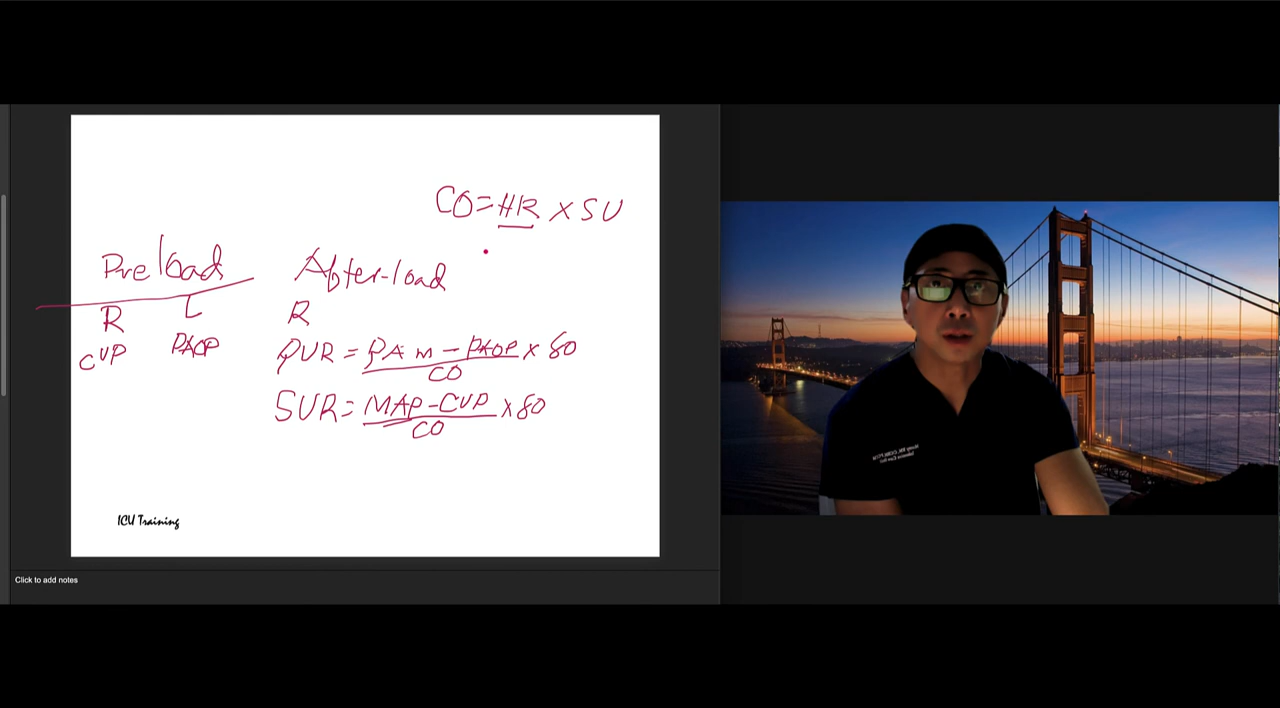 CO = HR × SV
Preload After-load
R L R
CVP PAOP
PVR = PAM - PAOP × 80
CO
SVR = MAP - CVP × 80
CO
ICU Training
Click to add notes